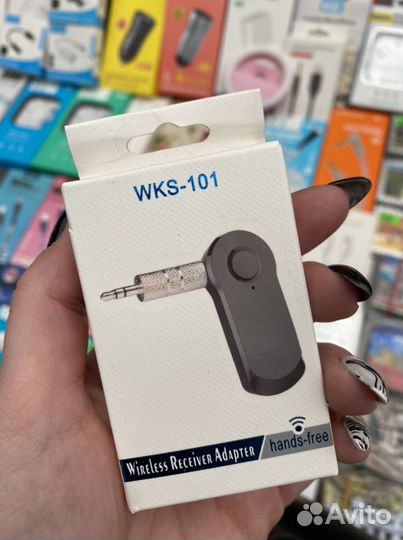 WKS-101
Wireless Receiver Adapter
hands-free
Avito